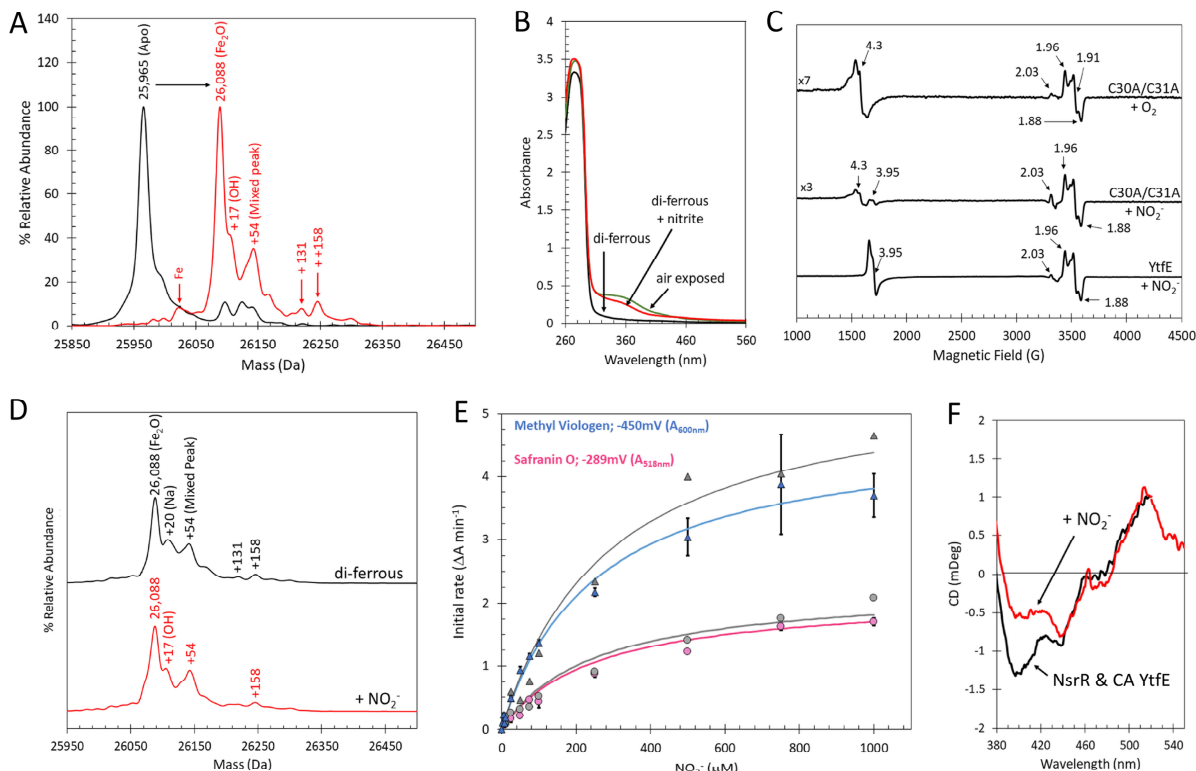 A
140
120
100
80
60
40
20
0
% Relative Abundance
25,965 (Apo)
26,088 (Fe₂O)
+17 (OH)
+54 (Mixed peak)
Fe
+ 131
+ +158
25850
25950
26050
26150
26250
26350
26450
Mass (Da)
B
4
3.5
3
2.5
2
1.5
1
0.5
0
Absorbance
di-ferrous
+ nitrite
di-ferrous
air exposed
260
360
460
560
Wavelength (nm)
C
x7
4.3
2.03
1.96
1.91
1.88
C30A/C31A
+ O₂
x3
4.3
3.95
2.03
1.96
1.88
C30A/C31A
+ NO₂⁻
3.95
2.03
1.96
1.88
YtfE
+ NO₂⁻
1000
1500
2000
2500
3000
3500
4000
4500
Magnetic Field (G)
D
Relative Abundance
26,088 (Fe₂O)
+20 (Na)
+54 (Mixed Peak)
+131
+158
di-ferrous
26,088
+17 (OH)
+54
+158
+ NO₂⁻
25950
26050
26150
26250
26350
26450
Mass (Da)
E
5
4
3
2
1
0
Initial rate (ΔA min⁻¹)
Methyl Viologen; -450mV (A₆₀₀ₙₘ)
Safranin O; -289mV (A₅₁₈ₙₘ)
0
200
400
600
800
1000
NO₂⁻ (µM)
F
2
1.5
1
0.5
0
-0.5
-1
-1.5
-2
CD (mDeg)
+ NO₂⁻
NsrR & CA YtfE
380
420
460
500
540
Wavelength (nm)